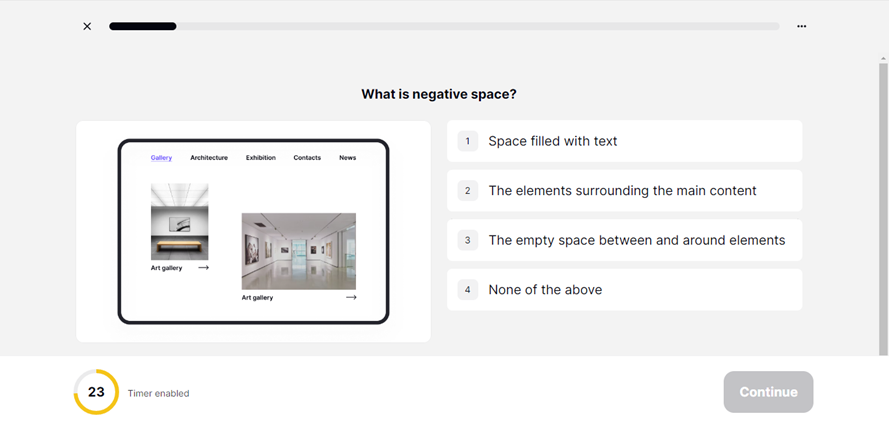 What is negative space?
Gallery Architecture Exhibition Contacts News
Art gallery
Art gallery
1 Space filled with text
2 The elements surrounding the main content
3 The empty space between and around elements
4 None of the above
23 Timer enabled
Continue